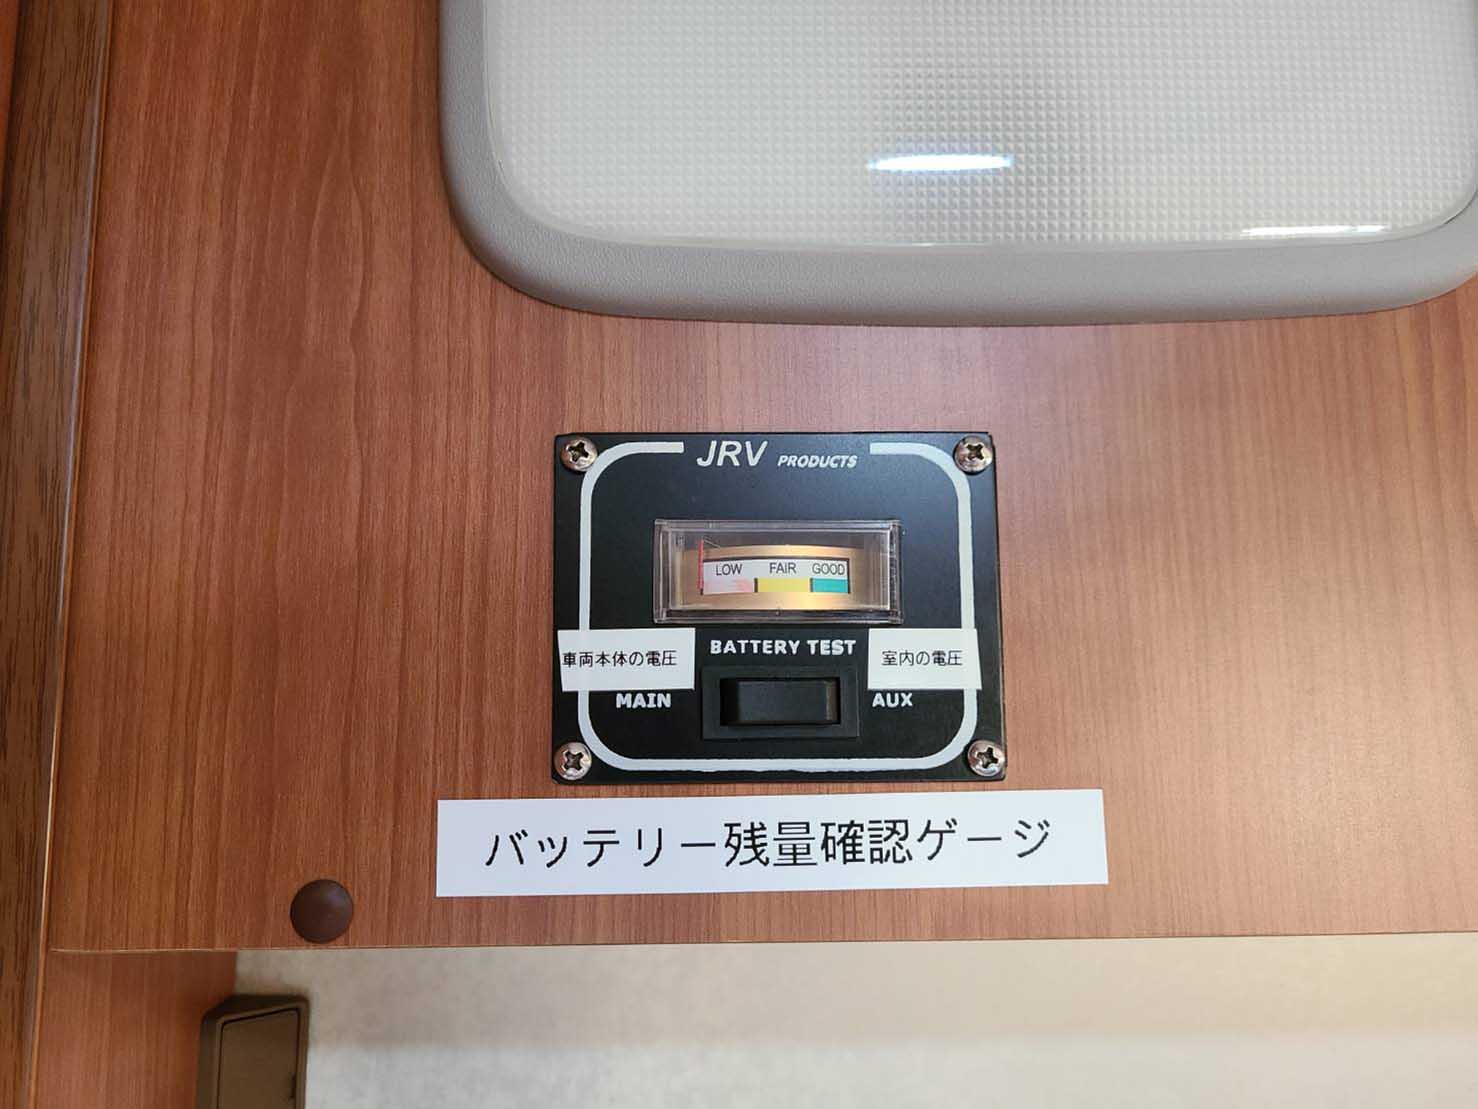 JRV PRODUCTS
LOW FAIR GOOD
車両本体の電圧
BATTERY TEST
室内の電圧
MAIN
AUX
バッテリー残量確認ゲージ